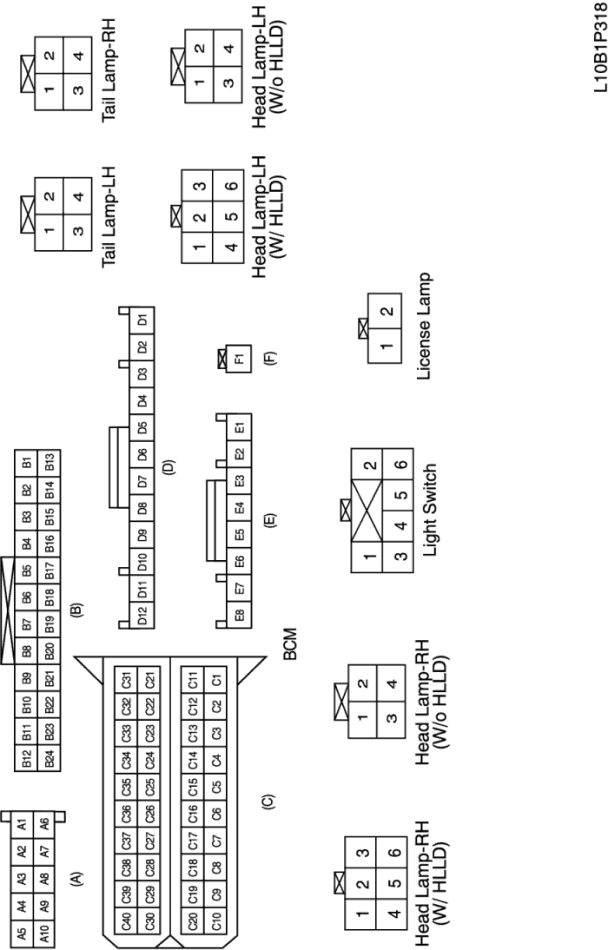 A5 A4 A3 A2 A1
A10 A9 A8 A7 A6
(A)
B12 B11 B10 B9 B8 B7 B6 B5 B4 B3 B2 B1
B24 B23 B22 B21 B20 B19 B18 B17 B16 B15 B14 B13
(B)
1 2
3 4
Tail Lamp-LH
1 2
3 4
Tail Lamp-RH
C40 C39 C38 C37 C36 C35 C34 C33 C32 C31
C30 C29 C28 C27 C26 C25 C24 C23 C22 C21
C20 C19 C18 C17 C16 C15 C14 C13 C12 C11
C10 C9 C8 C7 C6 C5 C4 C3 C2 C1
(C)
D12 D11 D10 D9 D8 D7 D6 D5 D4 D3 D2 D1
(D)
E8 E7 E6 E5 E4 E3 E2 E1
(E)
F1
(F)
BCM
1 2 3
4 5 6
Head Lamp-LH
(W/ HLLD)
1 2
3 4
Head Lamp-LH
(W/o HLLD)
1 2 3
4 5 6
Head Lamp-RH
(W/ HLLD)
1 2
3 4
Head Lamp-RH
(W/o HLLD)
1 2
3 4 5 6
Light Switch
1 2
License Lamp
L10B1P318